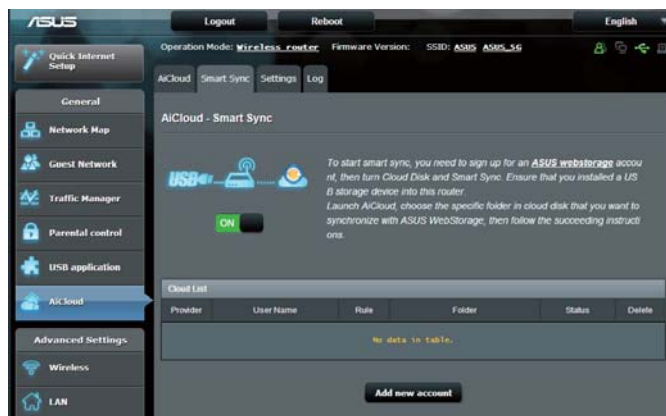 ASUS
Logout
Reboot
English
Quick Internet
Setup
Operation Mode: Wireless router Firmware Version: SSID: ASUS ASUS_5G
AiCloud Smart Sync Settings Log
General
Network Map
Guest Network
Traffic Manager
Parental control
USB application
AiCloud
Advanced Settings
Wireless
LAN
AiCloud - Smart Sync
USB
ON
To start smart sync, you need to sign up for an ASUS webstorage accou
nt, then turn Cloud Disk and Smart Sync. Ensure that you installed a US
B storage device into this router.
Launch AiCloud, choose the specific folder in cloud disk that you want to
synchronize with ASUS WebStorage, then follow the succeeding instructi
ons.
Cloud List
Provider User Name Rule Folder Status Delete
No data in table.
Add new account